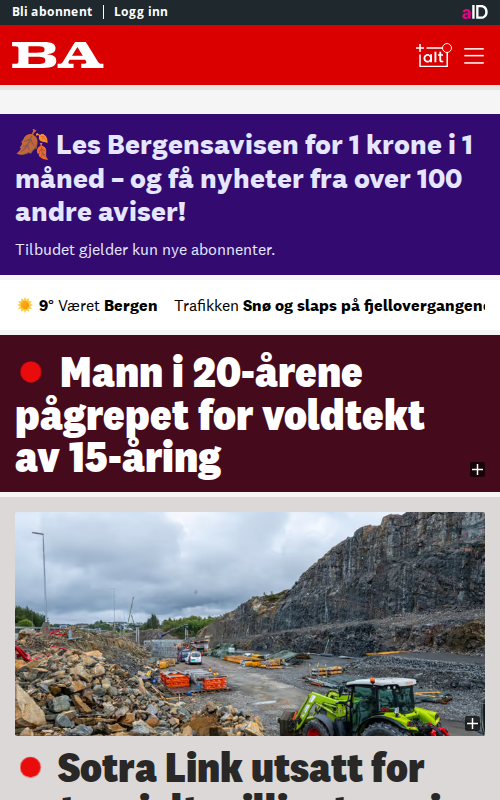 Bli abonnent | Logg inn aID
BA +alt
Les Bergensavisen for 1 krone i 1
måned – og få nyheter fra over 100
andre aviser!
Tilbudet gjelder kun nye abonnenter.
9° Været Bergen Trafikken Snø og slaps på fjellovergangene
Mann i 20-årene
pågrepet for voldtekt
av 15-åring
Sotra Link utsatt for